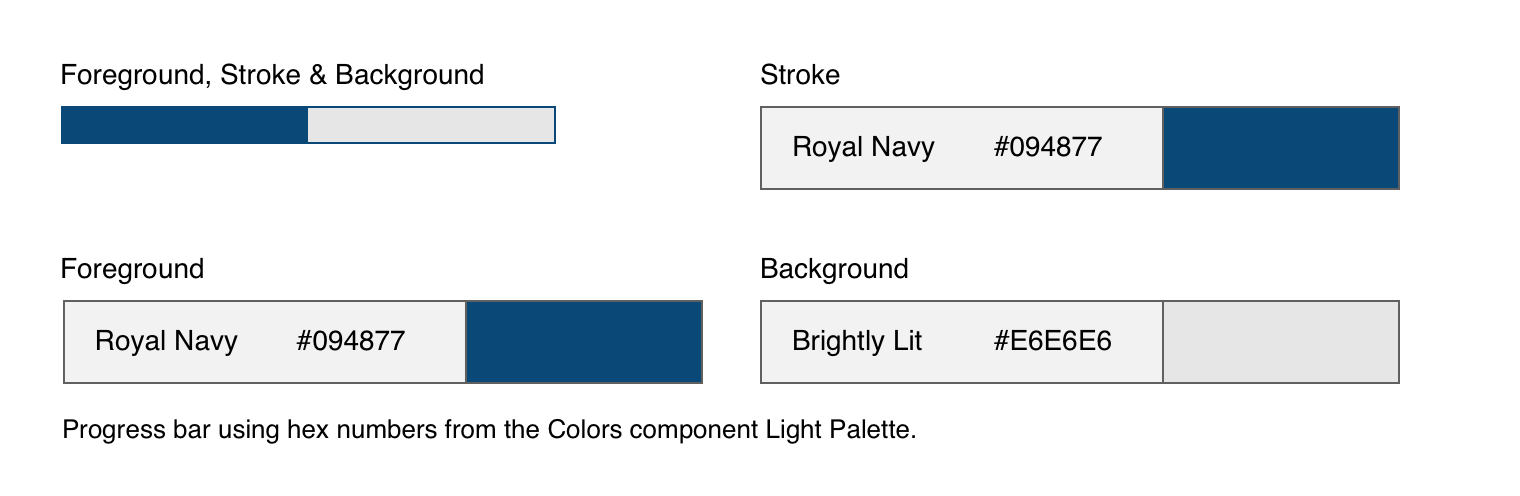 Foreground, Stroke & Background
Stroke
Royal Navy #094877
Foreground
Royal Navy #094877
Background
Brightly Lit #E6E6E6
Progress bar using hex numbers from the Colors component Light Palette.